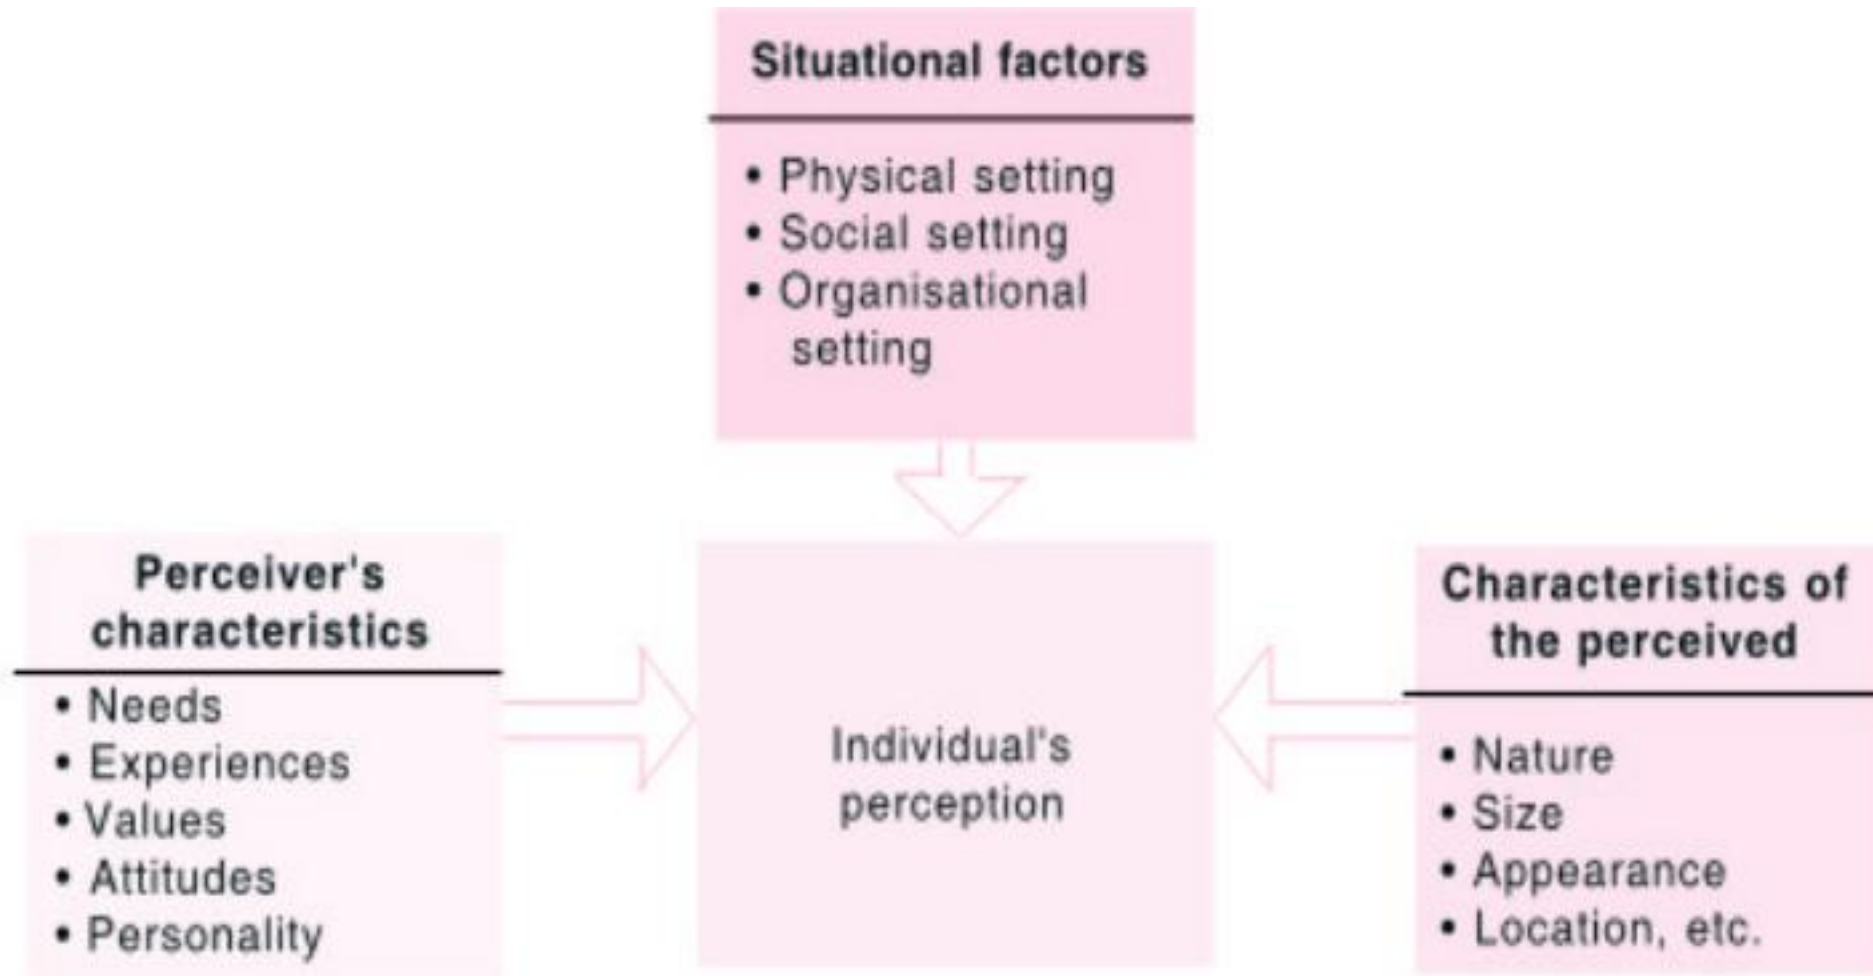 Situational factors
• Physical setting
• Social setting
• Organisational
setting
Perceiver's
characteristics
• Needs
• Experiences
• Values
• Attitudes
• Personality
Individual's
perception
Characteristics of
the perceived
• Nature
• Size
• Appearance
• Location, etc.